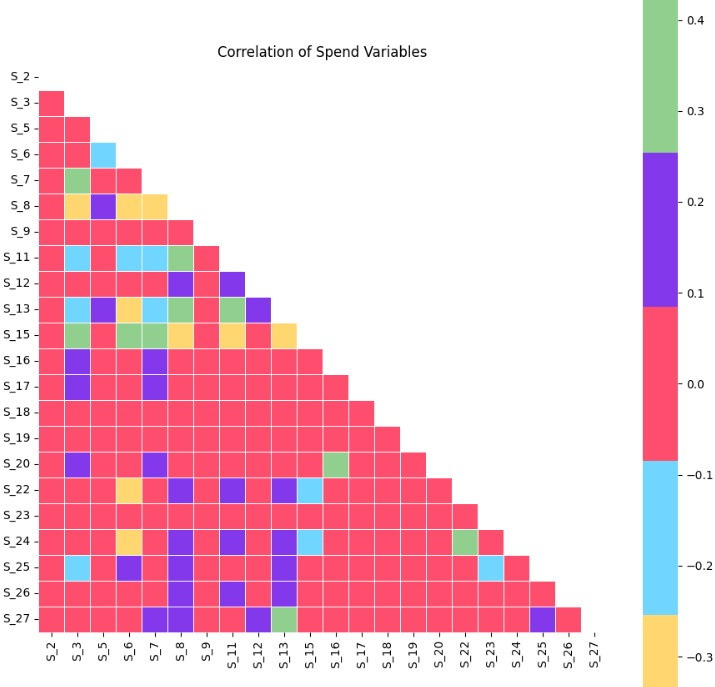 Correlation of Spend Variables
S_2
S_3
S_5
S_6
S_7
S_8
S_9
S_11
S_12
S_13
S_15
S_16
S_17
S_18
S_19
S_20
S_22
S_23
S_24
S_25
S_26
S_27
S_2 S_3 S_5 S_6 S_7 S_8 S_9 S_11 S_12 S_13 S_15 S_16 S_17 S_18 S_19 S_20 S_22 S_23 S_24 S_25 S_26 S_27
0.4
0.3
0.2
0.1
0.0
−0.1
−0.2
−0.3